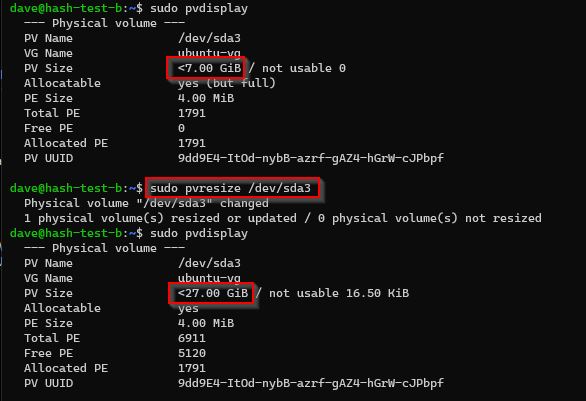 dave@hash-test-b:~$ sudo pvdisplay
--- Physical volume ---
PV Name /dev/sda3
VG Name ubuntu-vg
PV Size <7.00 GiB / not usable 0
Allocatable yes (but full)
PE Size 4.00 MiB
Total PE 1791
Free PE 0
Allocated PE 1791
PV UUID 9dd9E4-ItOd-nybB-azrf-gAZ4-hGrW-cJPbpf
dave@hash-test-b:~$ sudo pvresize /dev/sda3
Physical volume "/dev/sda3" changed
1 physical volume(s) resized or updated / 0 physical volume(s) not resized
dave@hash-test-b:~$ sudo pvdisplay
--- Physical volume ---
PV Name /dev/sda3
VG Name ubuntu-vg
PV Size <27.00 GiB / not usable 16.50 KiB
Allocatable yes
PE Size 4.00 MiB
Total PE 6911
Free PE 5120
Allocated PE 1791
PV UUID 9dd9E4-ItOd-nybB-azrf-gAZ4-hGrW-cJPbpf